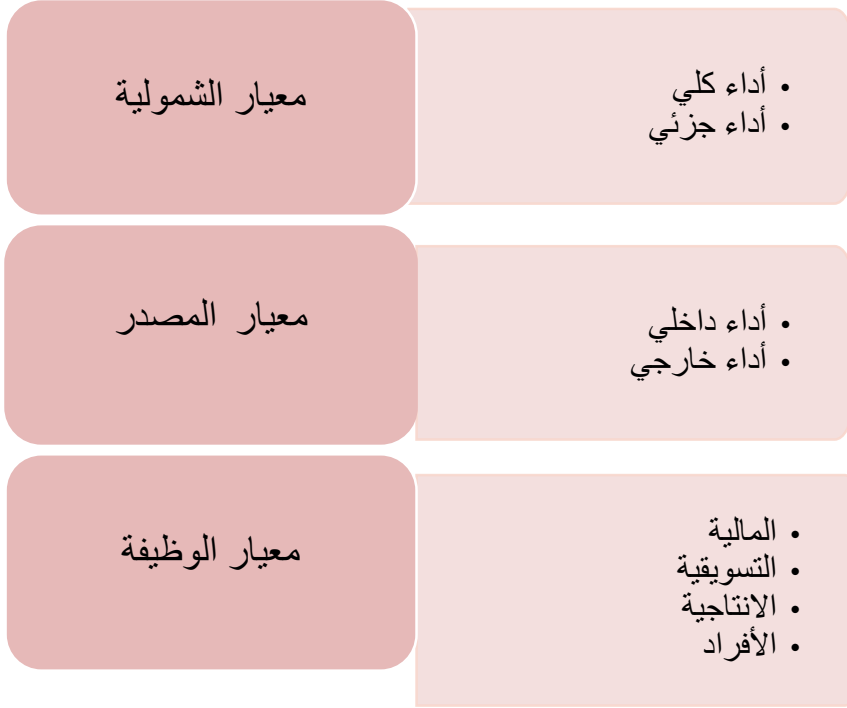 معيار الشمولية
• أداء كلي
• أداء جزئي
معيار المصدر
• أداء داخلي
• أداء خارجي
معيار الوظيفة
• المالية
• التسويقية
• الانتاجية
• الأفراد